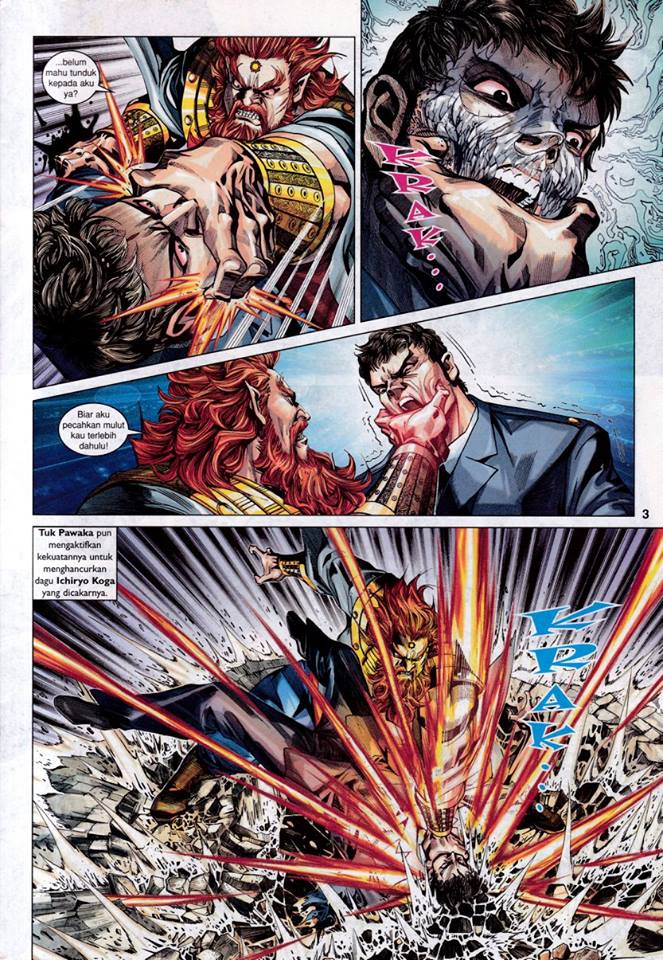 ...belum
mahu tunduk
kepada aku
ya?
KRAK...
Biar aku
pecahkan mulut
kau terlebih
dahulu!
3
Tuk Pawaka pun
mengaktifkan
kekuatannya untuk
menghancurkan
dagu Ichiryo Koga
yang dicakarnya.
KRAK...